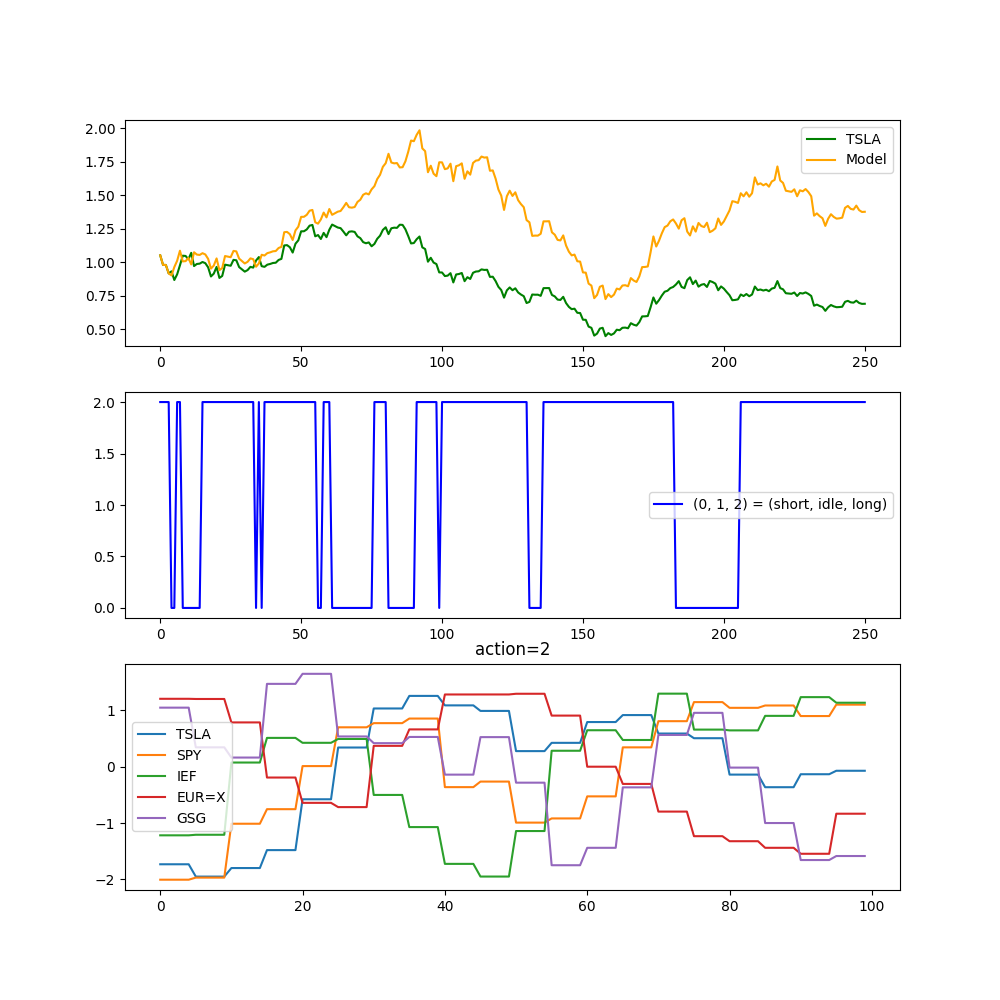 2.00
1.75
1.50
1.25
1.00
0.75
0.50
TSLA
Model
0 50 100 150 200 250
2.0
1.5
1.0
0.5
0.0
(0, 1, 2) = (short, idle, long)
0 50 100 150 200 250
action=2
1
0
−1
−2
TSLA
SPY
IEF
EUR=X
GSG
0 20 40 60 80 100